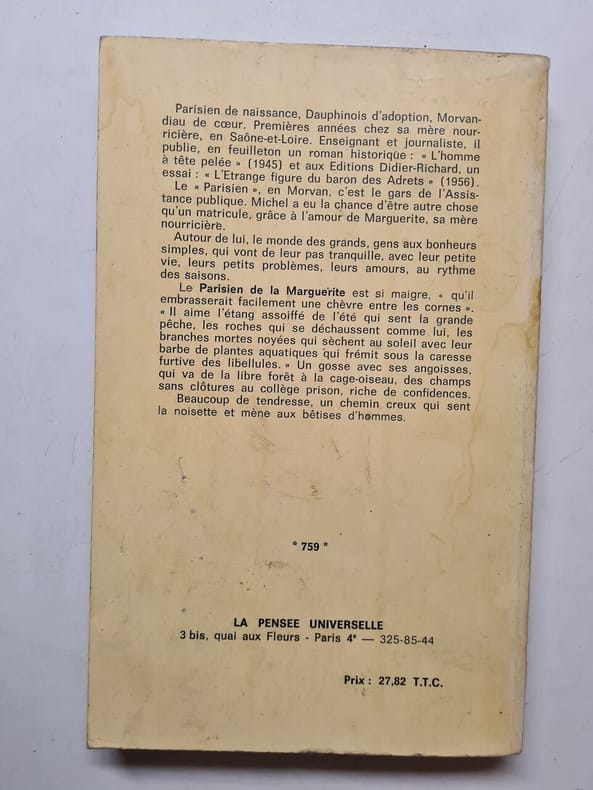 Parisien de naissance, Dauphinois d'adoption, Morvan-
diau de cœur. Premières années chez sa mère nour-
ricière, en Saône-et-Loire. Enseignant et journaliste, il
publie, en feuilleton un roman historique : « L'homme
à tête pelée » (1945) et aux Editions Didier-Richard, un
essai : « L'Etrange figure du baron des Adrets » (1956).
Le « Parisien », en Morvan, c'est le gars de l'Assis-
tance publique. Michel a eu la chance d'être autre chose
qu'un matricule, grâce à l'amour de Marguerite, sa mère
nourricière.
Autour de lui, le monde des grands, gens aux bonheurs
simples, qui vont de leur pas tranquille, avec leur petite
vie, leurs petits problèmes, leurs amours, au rythme
des saisons.
Le Parisien de la Marguerite est si maigre, « qu'il
embrasserait facilement une chèvre entre les cornes ».
« Il aime l'étang assoiffé de l'été qui sent la grande
pêche, les roches qui se déchaussent comme lui, les
branches mortes noyées qui sèchent au soleil avec leur
barbe de plantes aquatiques qui frémit sous la caresse
furtive des libellules. » Un gosse avec ses angoisses,
qui va de la libre forêt à la cage-oiseau, des champs
sans clôtures au collège prison, riche de confidences.
Beaucoup de tendresse, un chemin creux qui sent
la noisette et mène aux bêtises d'hommes.
* 759 *
LA PENSEE UNIVERSELLE
3 bis, quai aux Fleurs - Paris 4e — 325-85-44
Prix : 27,82 T.T.C.